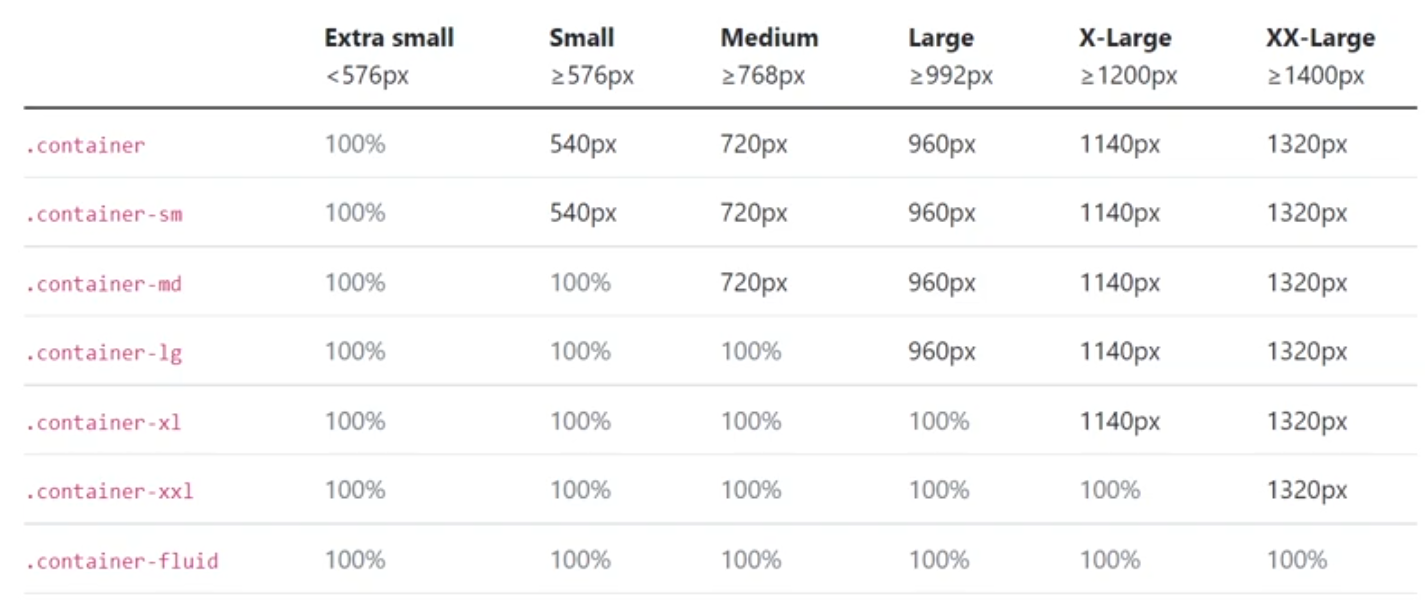 Extra small Small Medium Large X-Large XX-Large
<576px ≥576px ≥768px ≥992px ≥1200px ≥1400px
.container 100% 540px 720px 960px 1140px 1320px
.container-sm 100% 540px 720px 960px 1140px 1320px
.container-md 100% 100% 720px 960px 1140px 1320px
.container-lg 100% 100% 100% 960px 1140px 1320px
.container-xl 100% 100% 100% 100% 1140px 1320px
.container-xxl 100% 100% 100% 100% 100% 1320px
.container-fluid 100% 100% 100% 100% 100% 100%